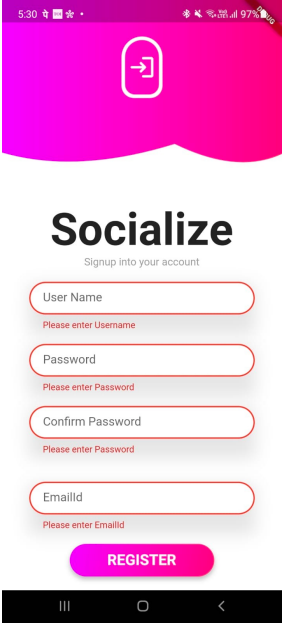 5:30 97%
DEBUG
Socialize
Signup into your account
User Name
Please enter Username
Password
Please enter Password
Confirm Password
Please enter Password
EmailId
Please enter EmailId
REGISTER